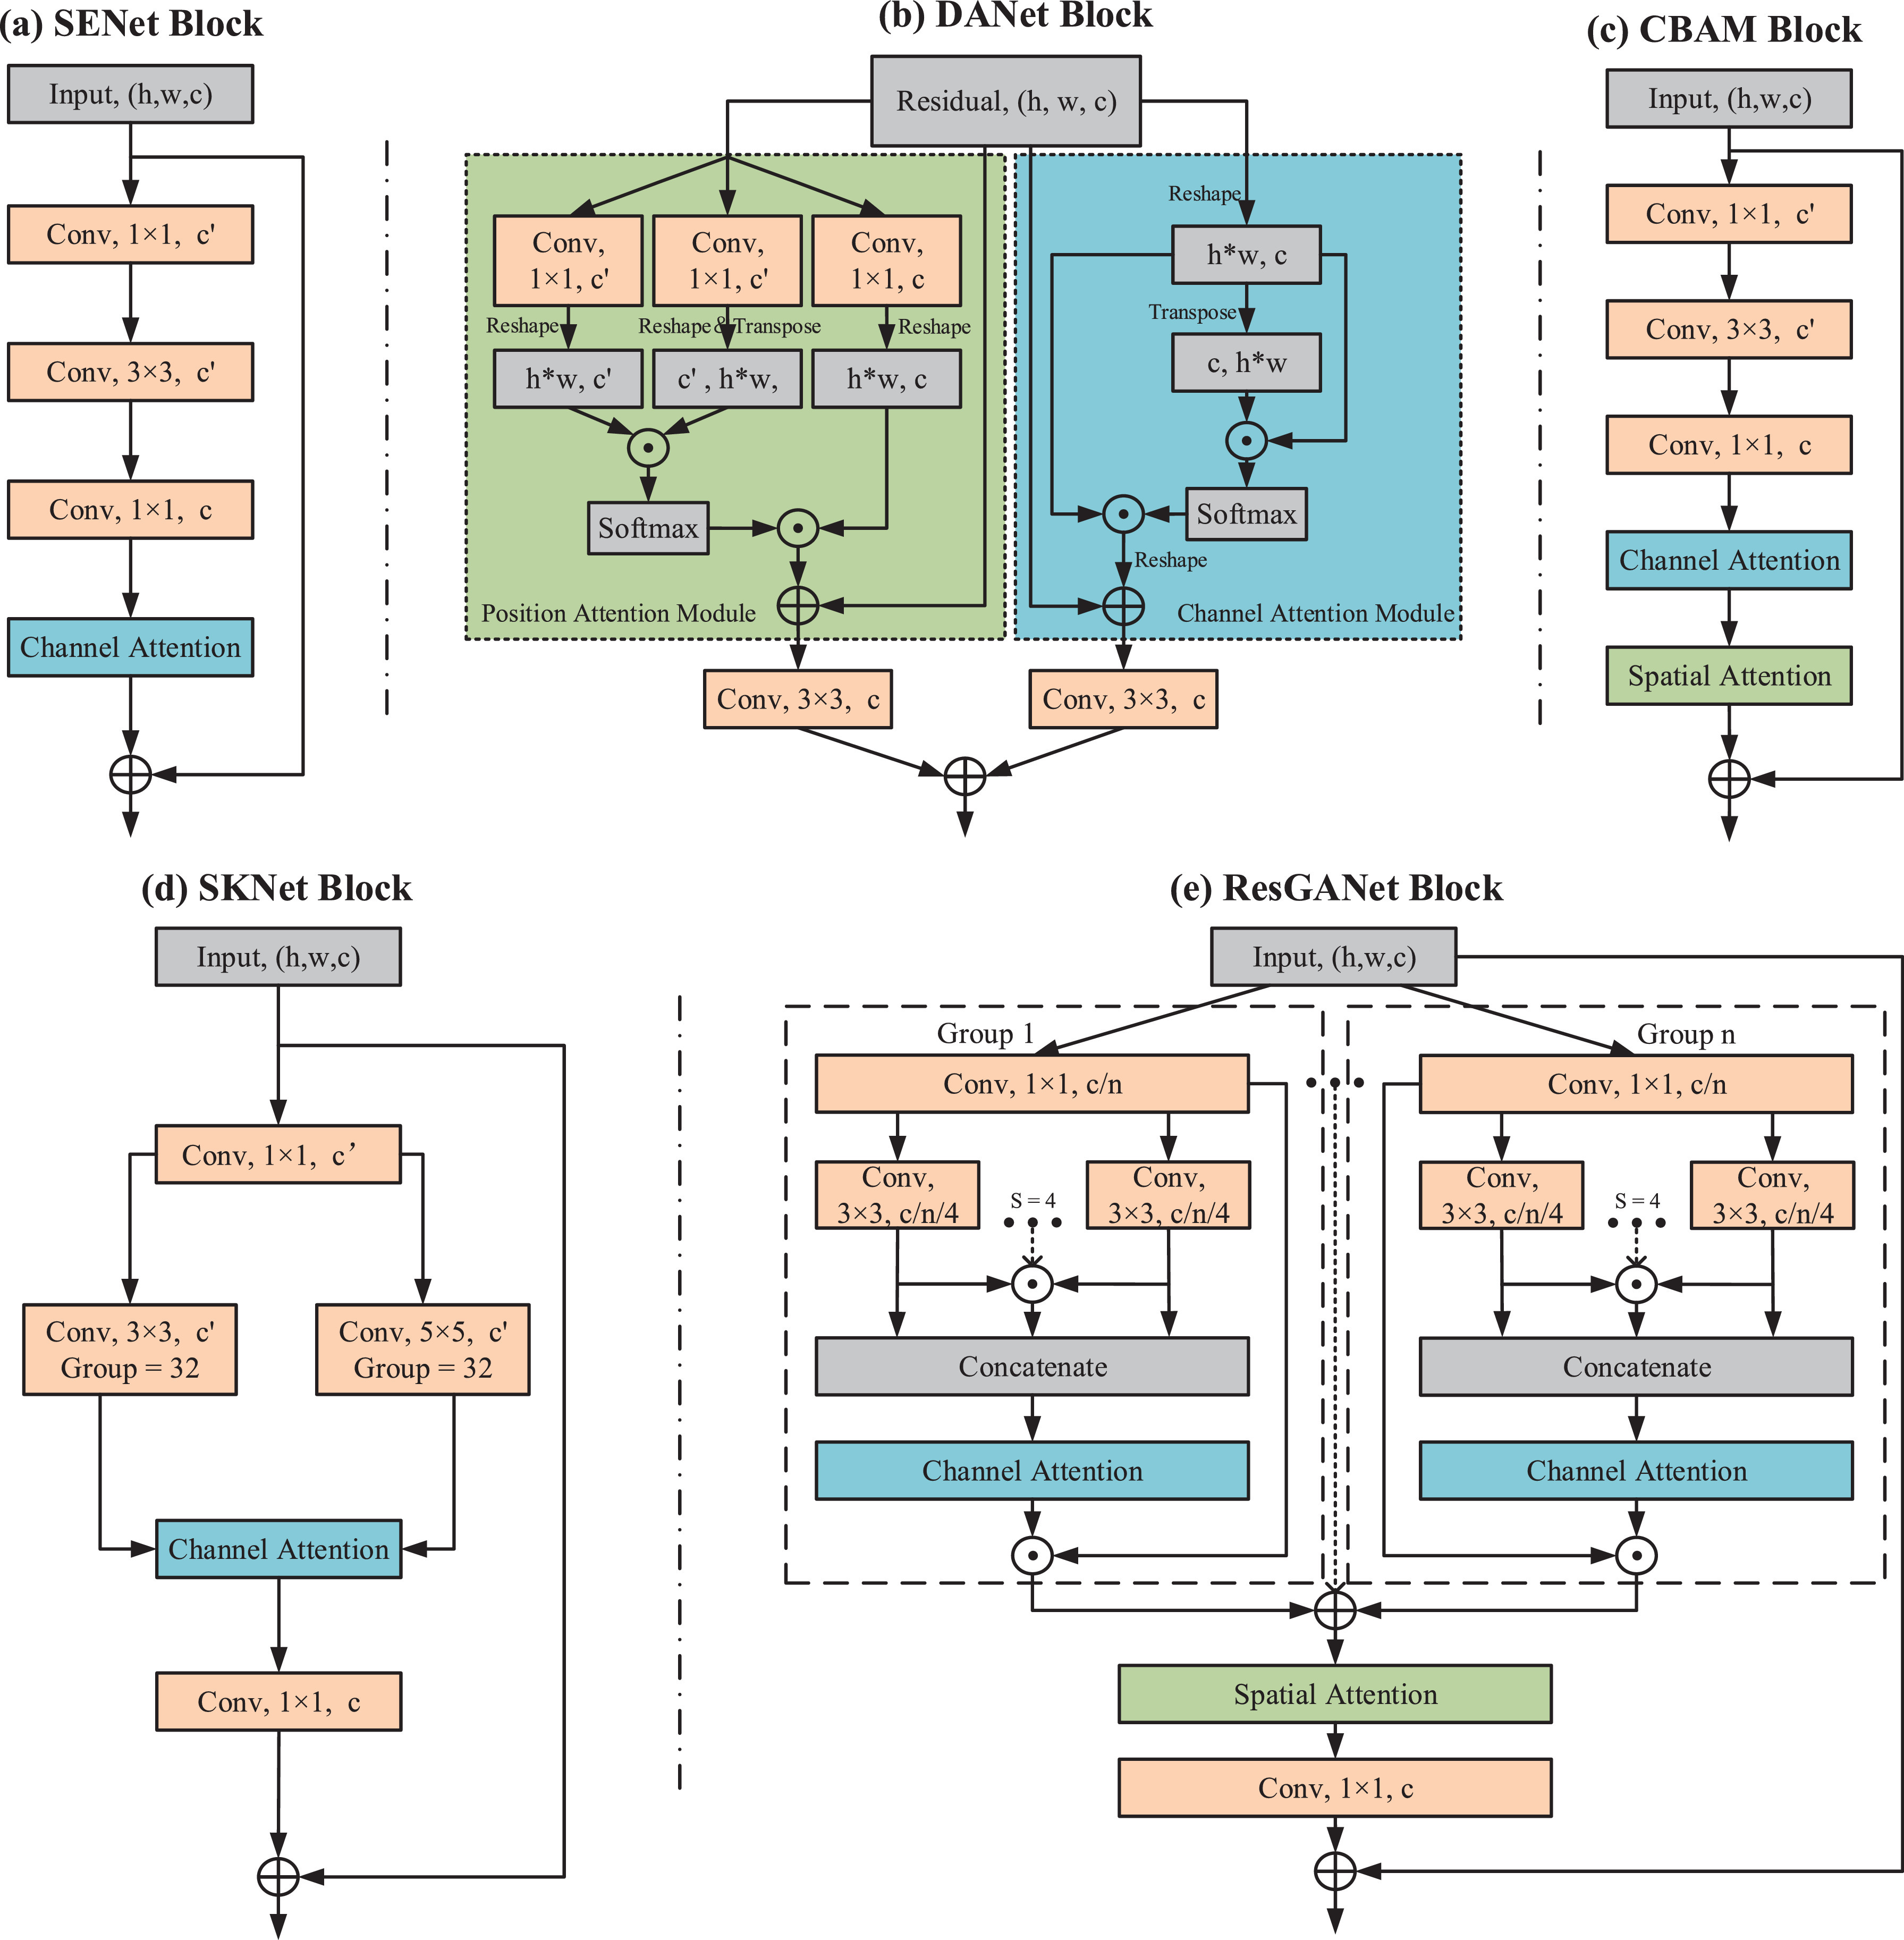 (a) SENet Block
Input, (h,w,c)
Conv, 1×1, c'
Conv, 3×3, c'
Conv, 1×1, c
Channel Attention
(b) DANet Block
Residual, (h, w, c)
Conv,
1×1, c'
Conv,
1×1, c'
Conv,
1×1, c
Reshape
Reshape & Transpose
Reshape
h*w, c'
c' , h*w,
h*w, c
Softmax
Position Attention Module
Reshape
h*w, c
Transpose
c, h*w
Softmax
Reshape
Channel Attention Module
Conv, 3×3, c
Conv, 3×3, c
(c) CBAM Block
Input, (h,w,c)
Conv, 1×1, c'
Conv, 3×3, c'
Conv, 1×1, c
Channel Attention
Spatial Attention
(d) SKNet Block
Input, (h,w,c)
Conv, 1×1, c’
Conv, 3×3, c'
Group = 32
Conv, 5×5, c'
Group = 32
Channel Attention
Conv, 1×1, c
(e) ResGANet Block
Input, (h,w,c)
Group 1
Conv, 1×1, c/n
Conv,
3×3, c/n/4
S = 4
Conv,
3×3, c/n/4
Concatenate
Channel Attention
Group n
Conv, 1×1, c/n
Conv,
3×3, c/n/4
S = 4
Conv,
3×3, c/n/4
Concatenate
Channel Attention
Spatial Attention
Conv, 1×1, c